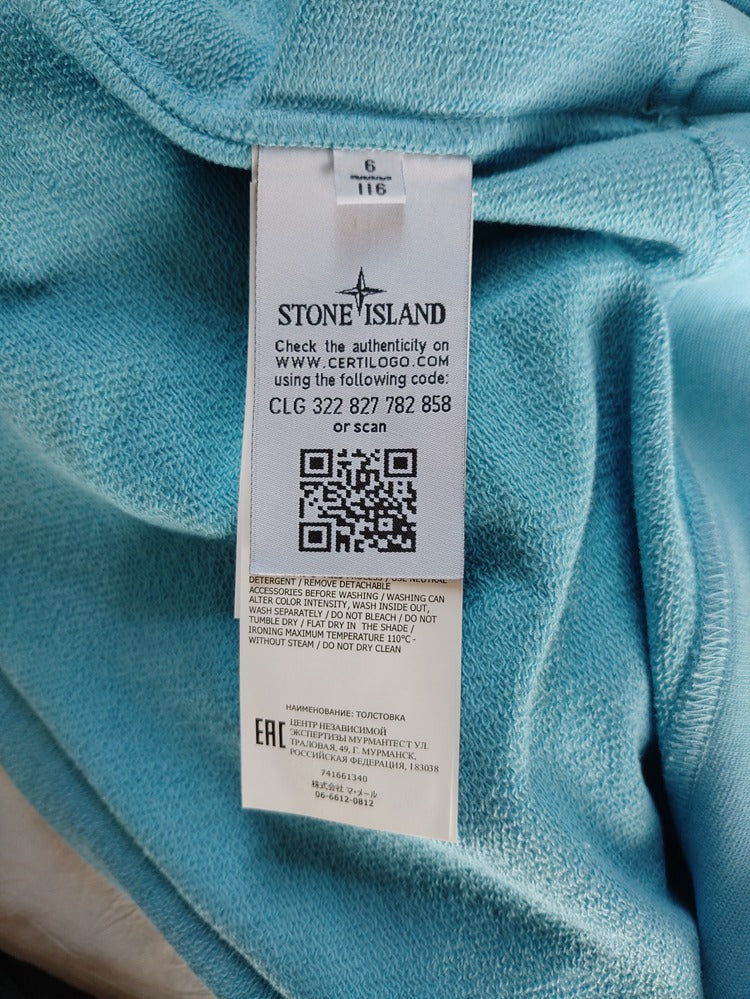 6
116
STONE ISLAND
Check the authenticity on
WWW.CERTILOGO.COM
using the following code:
CLG 322 827 782 858
or scan
PROCESS / USE NEUTRAL
DETERGENT / REMOVE DETACHABLE
ACCESSORIES BEFORE WASHING / WASHING CAN
ALTER COLOR INTENSITY, WASH INSIDE OUT,
WASH SEPARATELY / DO NOT BLEACH / DO NOT
TUMBLE DRY / FLAT DRY IN THE SHADE /
IRONING MAXIMUM TEMPERATURE 110°C -
WITHOUT STEAM / DO NOT DRY CLEAN
НАИМЕНОВАНИЕ: ТОЛСТОВКА
EAC
ЦЕНТР НЕЗАВИСИМОЙ
ЭКСПЕРТИЗЫ МУРМАНТЕСТ УЛ.
ТРАЛОВАЯ, 49, Г. МУРМАНСК,
РОССИЙСКАЯ ФЕДЕРАЦИЯ, 183038
741661340
株式会社 マ・メール
06-6612-0812